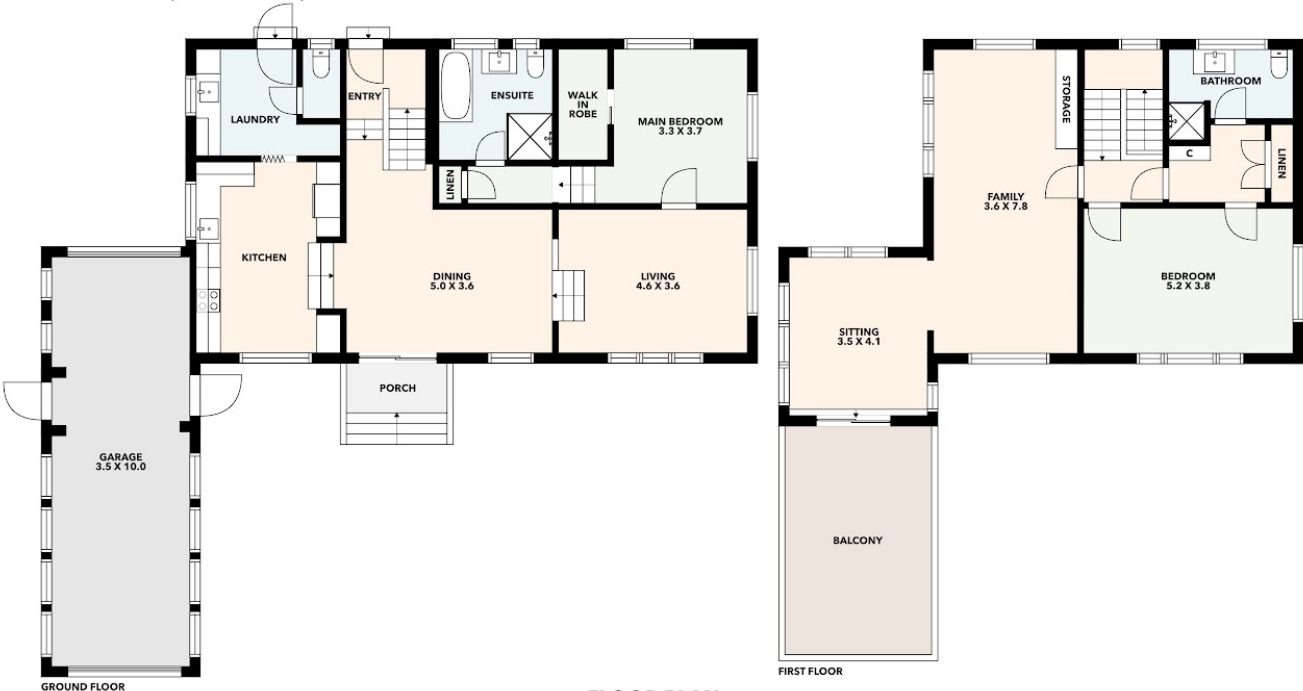 LAUNDRY
ENTRY
ENSUITE
WALK
IN
ROBE
MAIN BEDROOM
3.3 X 3.7
LINEN
KITCHEN
DINING
5.0 X 3.6
LIVING
4.6 X 3.6
PORCH
GARAGE
3.5 X 10.0
GROUND FLOOR
STORAGE
BATHROOM
C
LINEN
FAMILY
3.6 X 7.8
BEDROOM
5.2 X 3.8
SITTING
3.5 X 4.1
BALCONY
FIRST FLOOR
FLOOR PLAN